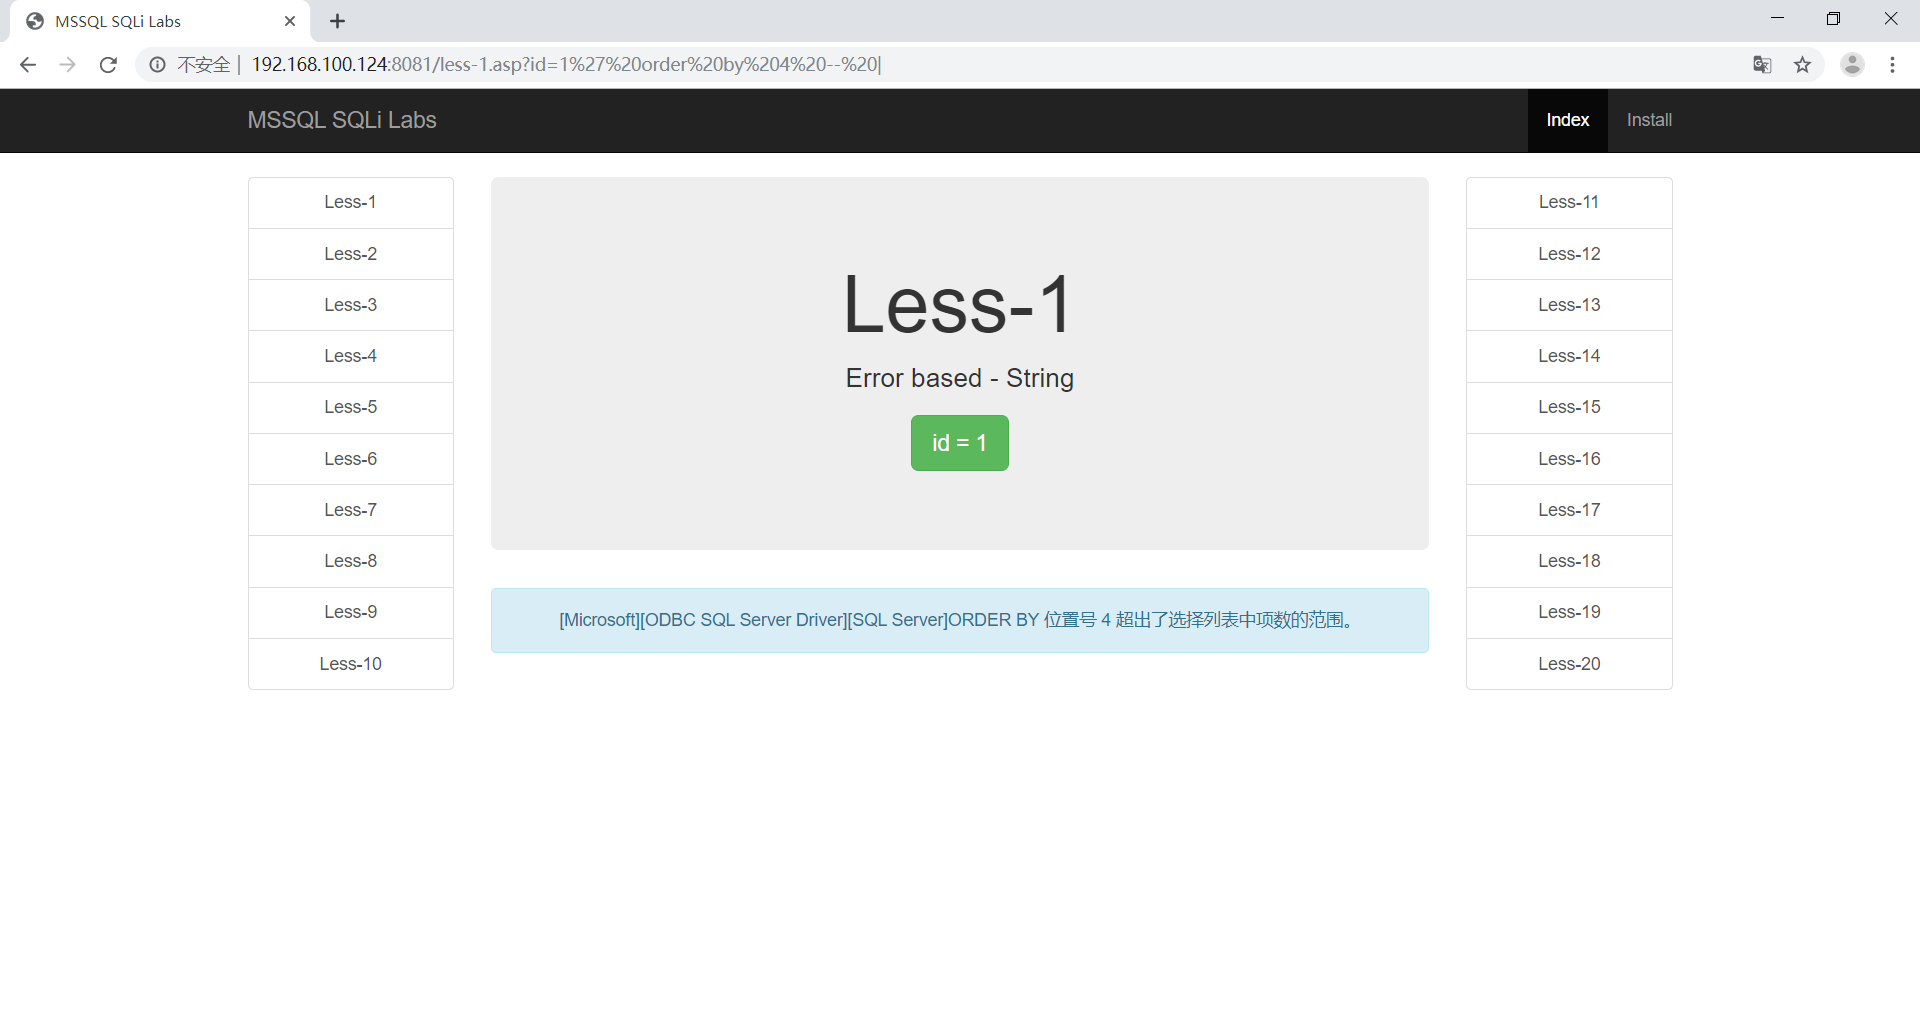 MSSQL SQLi Labs
不安全 | 192.168.100.124:8081/less-1.asp?id=1%27%20order%20by%204%20--%20
MSSQL SQLi Labs
Index
Install
Less-1
Less-2
Less-3
Less-4
Less-5
Less-6
Less-7
Less-8
Less-9
Less-10
Less-1
Error based - String
id = 1
[Microsoft][ODBC SQL Server Driver][SQL Server]ORDER BY 位置号 4 超出了选择列表中项数的范围。
Less-11
Less-12
Less-13
Less-14
Less-15
Less-16
Less-17
Less-18
Less-19
Less-20